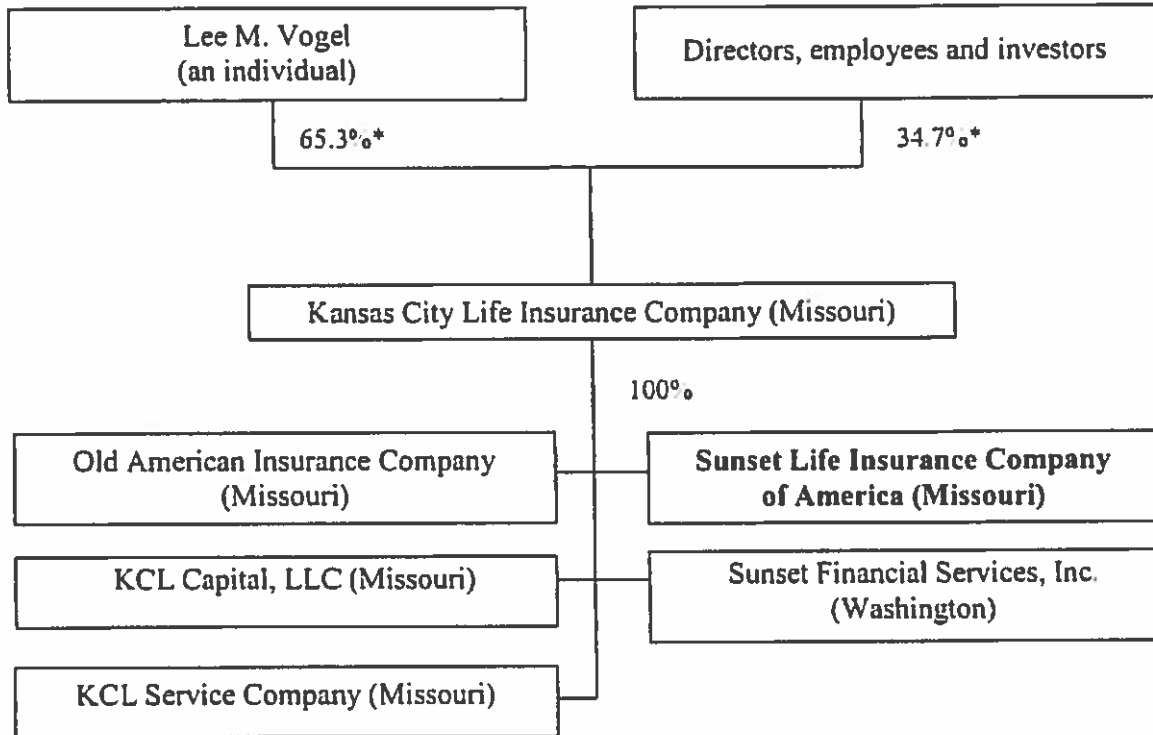 Lee M. Vogel
(an individual)
Directors, employees and investors
65.3%*
34.7%*
Kansas City Life Insurance Company (Missouri)
100%
Old American Insurance Company
(Missouri)
Sunset Life Insurance Company
of America (Missouri)
KCL Capital, LLC (Missouri)
Sunset Financial Services, Inc.
(Washington)
KCL Service Company (Missouri)